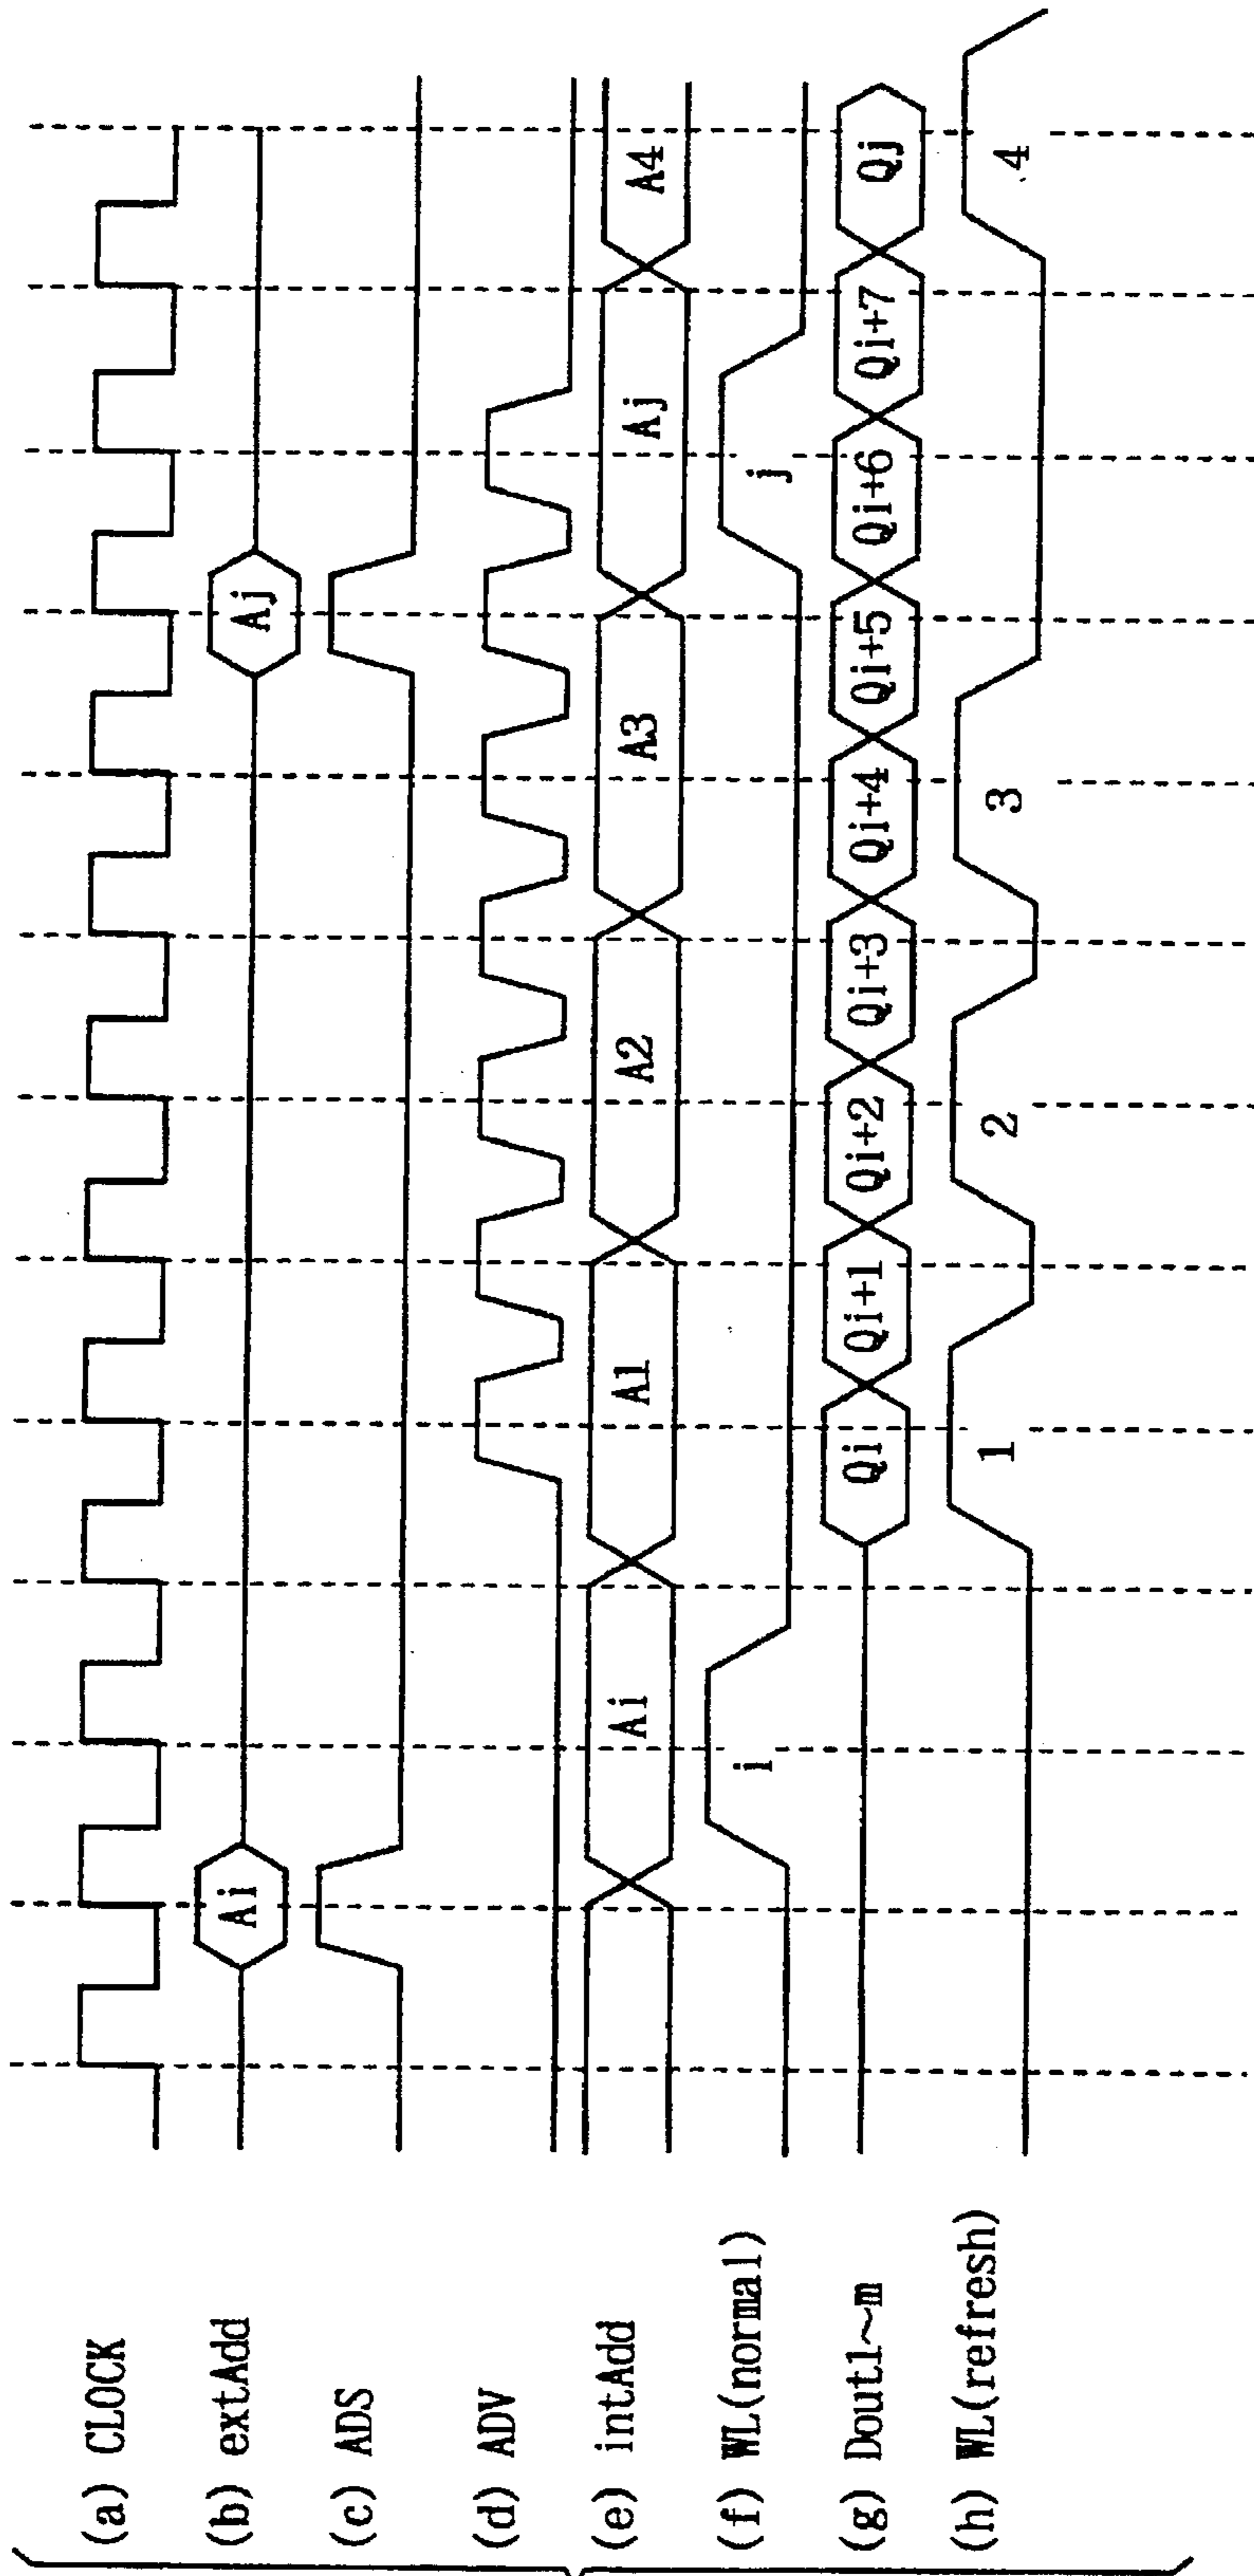 (a) CLOCK
(b) extAdd
Ai
Aj
(c) ADS
(d) ADV
(e) intAdd
Ai
A1
A2
A3
Aj
A4
(f) WL(normal)
i
j
(g) Dout1~m
Qi
Qi+1
Qi+2
Qi+3
Qi+4
Qi+5
Qi+6
Qi+7
Qj
(h) WL(refresh)
1
2
3
4